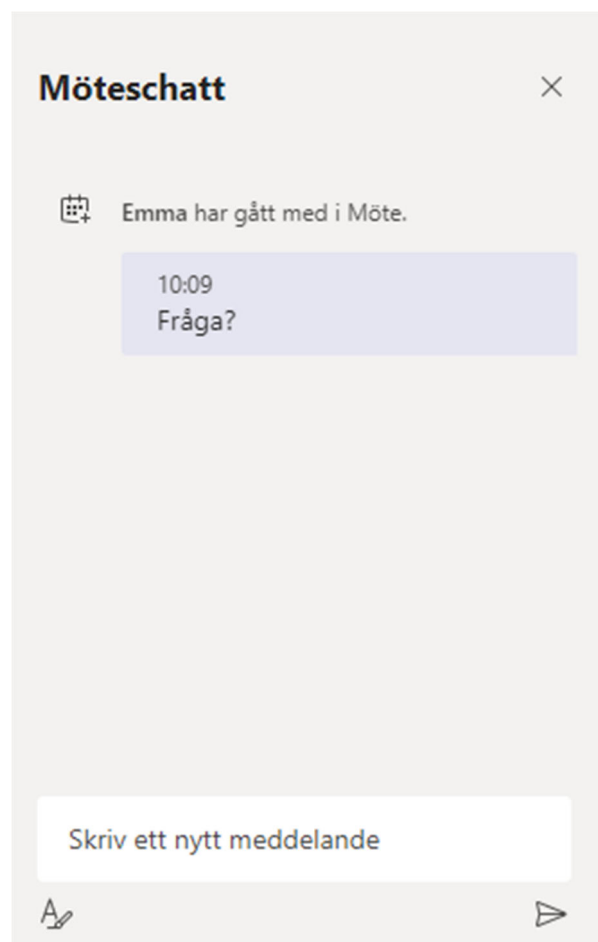 Möteschatt
Emma har gått med i Möte.
10:09
Fråga?
Skriv ett nytt meddelande